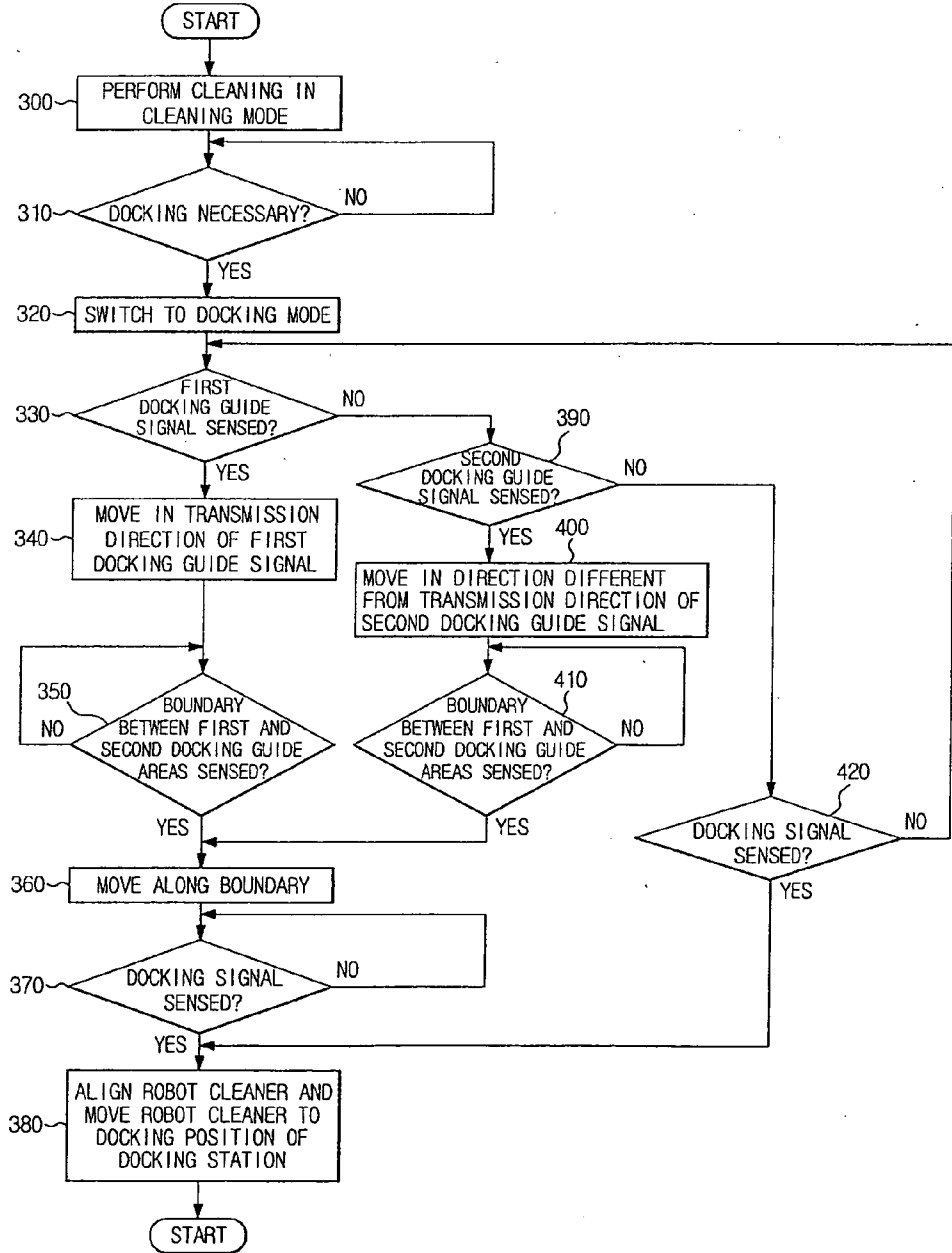 START
300
PERFORM CLEANING IN
CLEANING MODE
310
DOCKING NECESSARY?
NO
YES
320
SWITCH TO DOCKING MODE
330
FIRST
DOCKING GUIDE
SIGNAL SENSED?
NO
YES
390
SECOND
DOCKING GUIDE
SIGNAL SENSED?
NO
YES
340
MOVE IN TRANSMISSION
DIRECTION OF FIRST
DOCKING GUIDE SIGNAL
400
MOVE IN DIRECTION DIFFERENT
FROM TRANSMISSION DIRECTION OF
SECOND DOCKING GUIDE SIGNAL
350
BOUNDARY
BETWEEN FIRST AND
SECOND DOCKING GUIDE
AREAS SENSED?
NO
YES
410
BOUNDARY
BETWEEN FIRST AND
SECOND DOCKING GUIDE
AREAS SENSED?
NO
YES
420
DOCKING SIGNAL
SENSED?
NO
YES
360
MOVE ALONG BOUNDARY
370
DOCKING SIGNAL
SENSED?
NO
YES
380
ALIGN ROBOT CLEANER AND
MOVE ROBOT CLEANER TO
DOCKING POSITION OF
DOCKING STATION
START